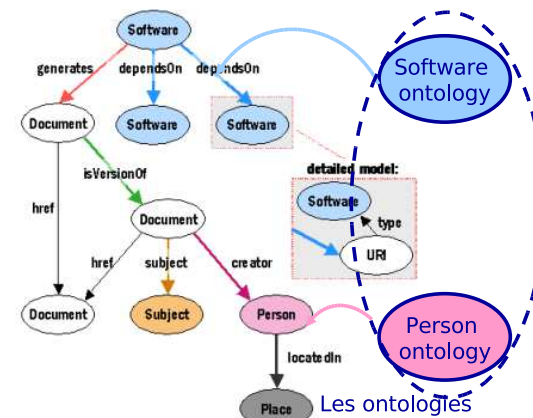 Software
generates
dependsOn
dependsOn
Software
ontology
Document
Software
Software
isVersionOf
detailed model:
Software
type
href
Document
URI
href
subject
creator
Document
Subject
Person
Person
ontology
locatedIn
Place
Les ontologies